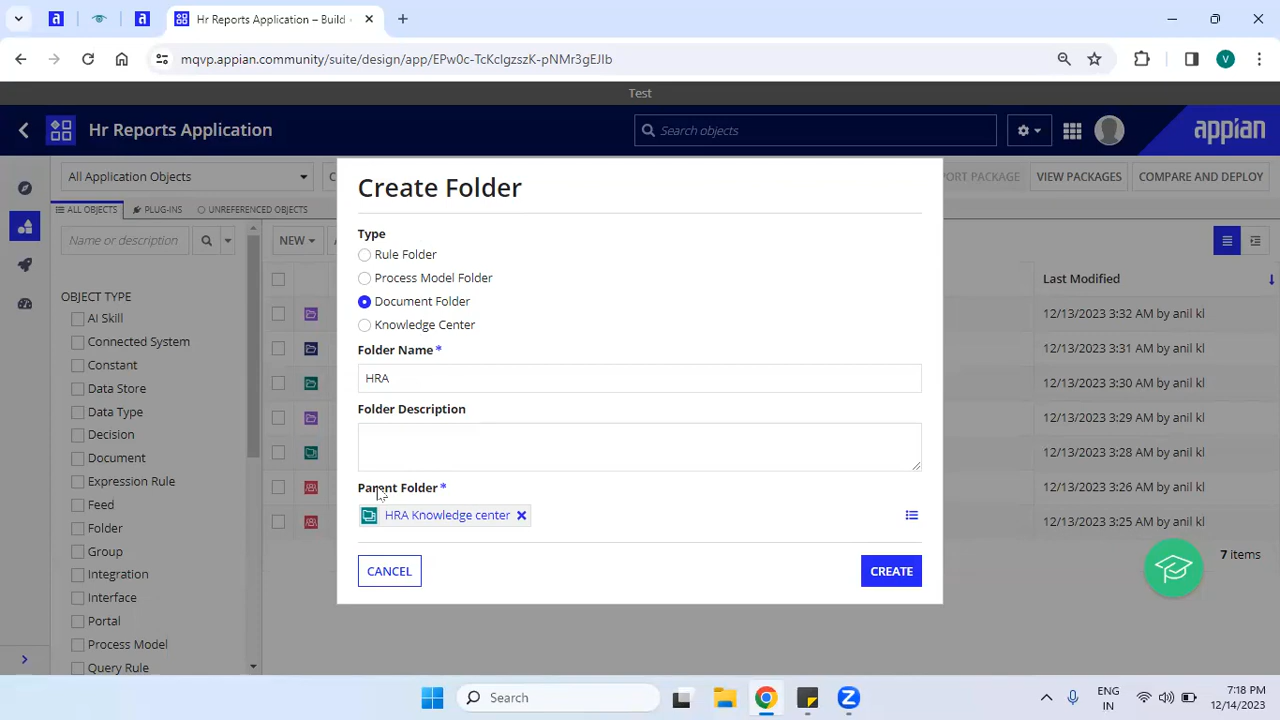 Hr Reports Application – Build
mqvp.appian.community/suite/design/app/EPw0c-TcKclgzszK-pNMr3gEJIb
V
Test
Hr Reports Application
Search objects
appian
All Application Objects
C
PORT PACKAGE
VIEW PACKAGES
COMPARE AND DEPLOY
ALL OBJECTS
PLUG-INS
UNREFERENCED OBJECTS
Name or description
NEW
OBJECT TYPE
AI Skill
Connected System
Constant
Data Store
Data Type
Decision
Document
Expression Rule
Feed
Folder
Group
Integration
Interface
Portal
Process Model
Query Rule
Create Folder
Type
Rule Folder
Process Model Folder
Document Folder
Knowledge Center
Folder Name *
HRA
Folder Description
Parent Folder *
HRA Knowledge center
CANCEL
CREATE
Last Modified
12/13/2023 3:32 AM by anil kl
12/13/2023 3:31 AM by anil kl
12/13/2023 3:30 AM by anil kl
12/13/2023 3:29 AM by anil kl
12/13/2023 3:28 AM by anil kl
12/13/2023 3:26 AM by anil kl
12/13/2023 3:25 AM by anil kl
7 items
Search
ENG
IN
7:18 PM
12/14/2023